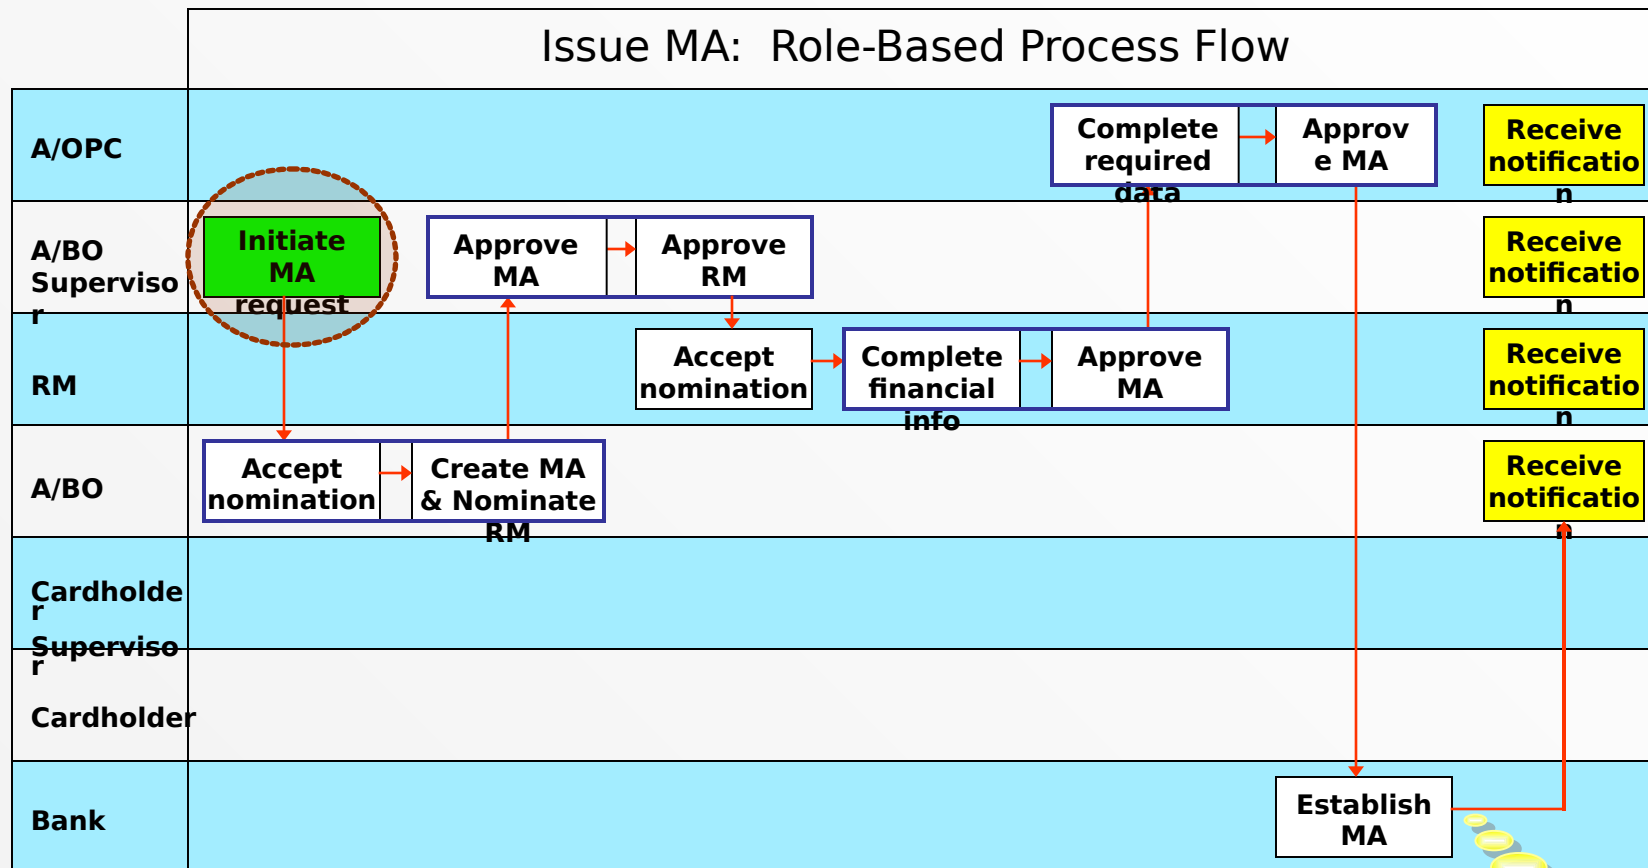 Issue MA:  Role-Based Process Flow
A/OPC
Complete
required
data
Approv
e MA
Receive
notificatio
n
A/BO
Superviso
r
Initiate
MA
request
Approve
MA
Approve
RM
Receive
notificatio
n
RM
Accept
nomination
Complete
financial
info
Approve
MA
Receive
notificatio
n
A/BO
Accept
nomination
Create MA
& Nominate
RM
Receive
notificatio
n
Cardholde
r
Superviso
r
Cardholder
Bank
Establish
MA